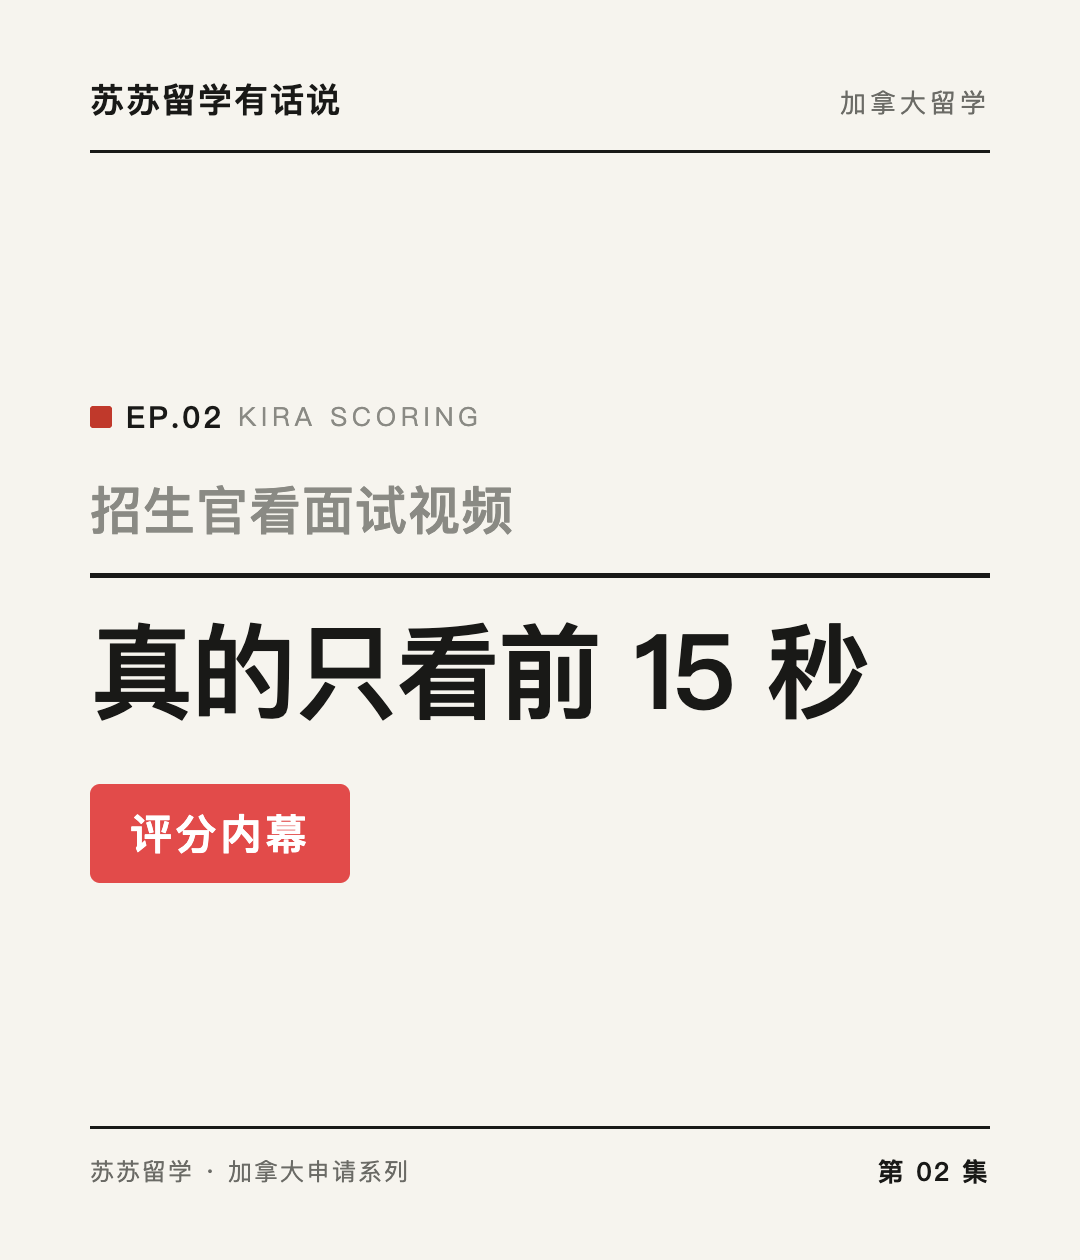 苏苏留学有话说
加拿大留学
EP.02 KIRA SCORING
招生官看面试视频
真的只看前 15 秒
评分内幕
苏苏留学 · 加拿大申请系列
第 02 集